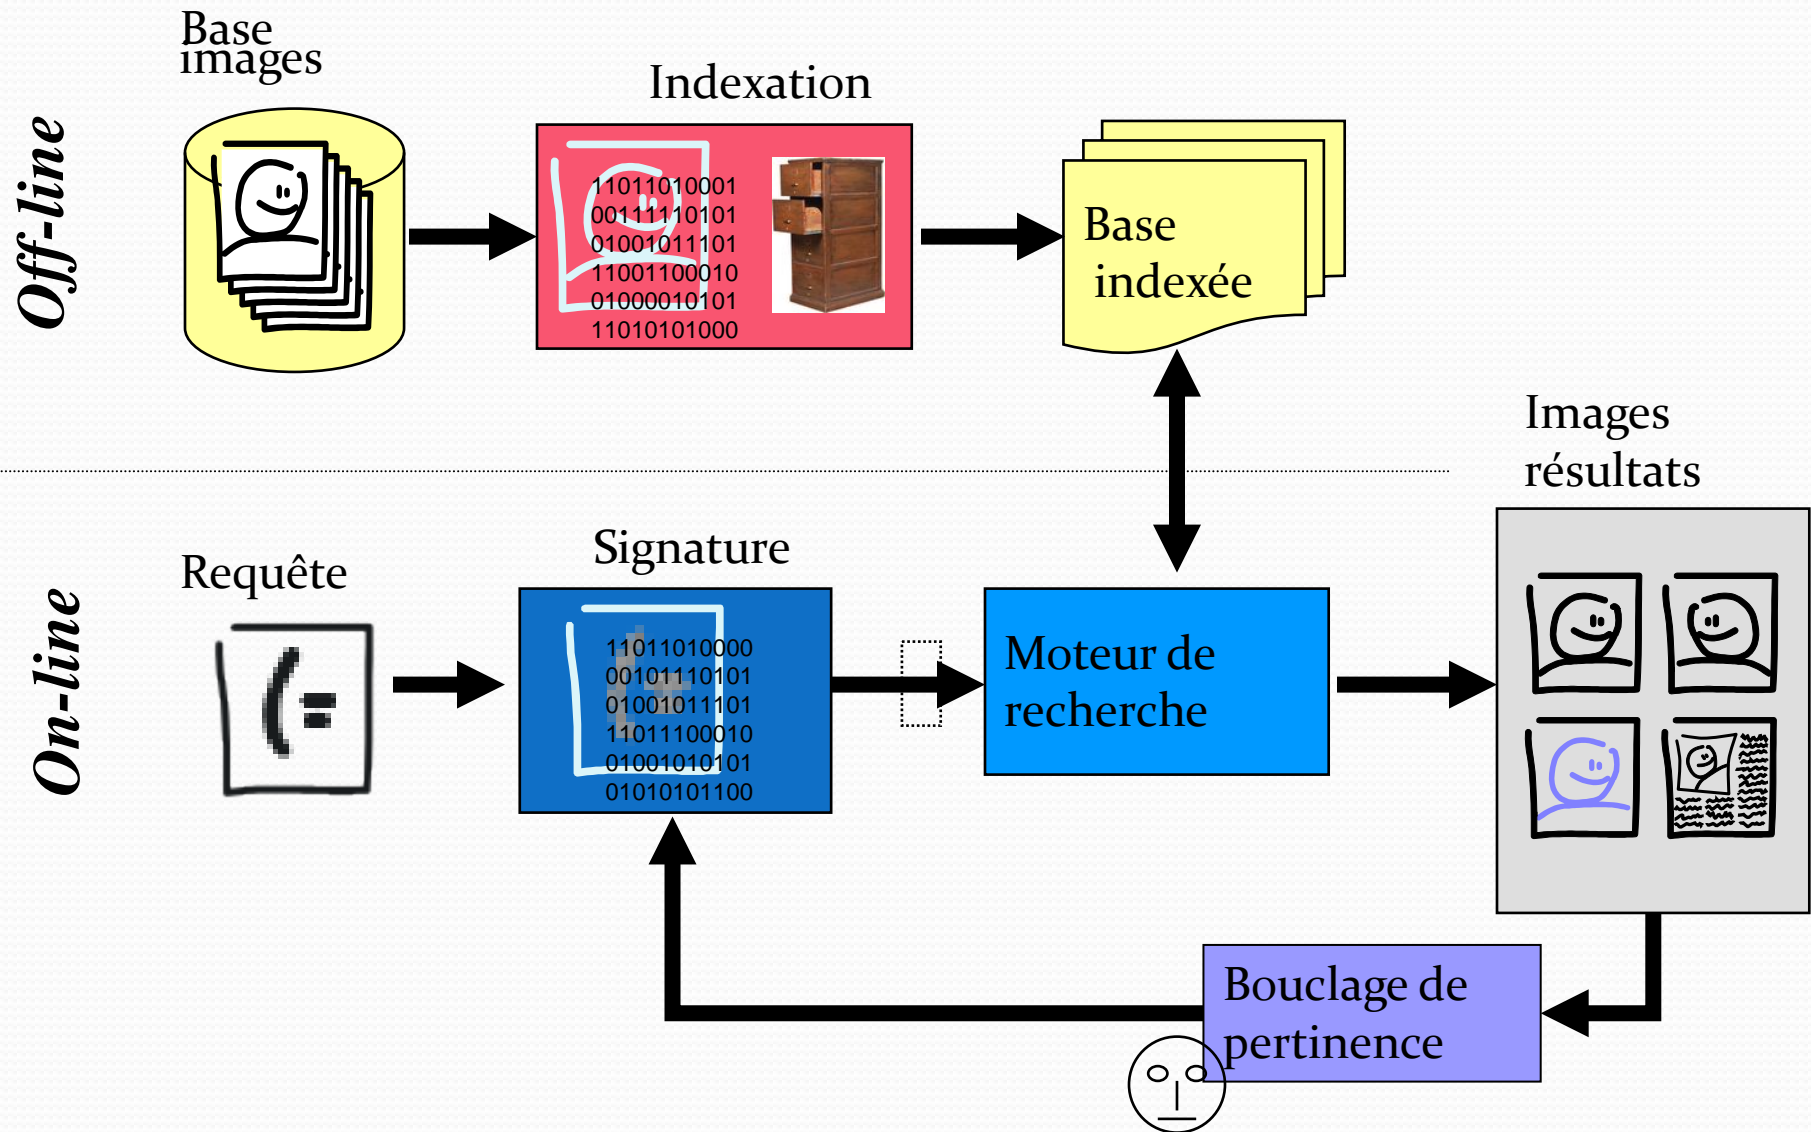 Base
images
Indexation
Off-line
11011010001
00111110101
01001011101
11001100010
01000010101
11010101000
Base
indexée
Images
résultats
On-line
Requête
Signature
11011010000
00101110101
01001011101
11011100010
01001010101
01010101100
Moteur de
recherche
Bouclage de
pertinence